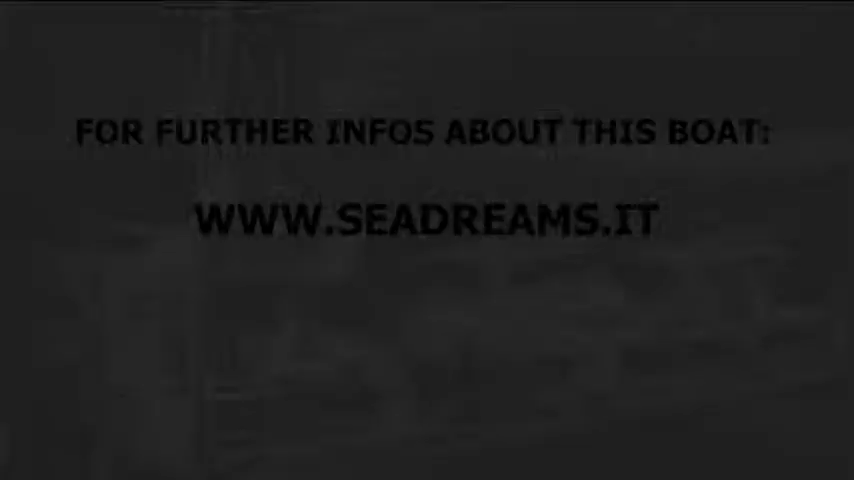 FOR FURTHER INFOS ABOUT THIS BOAT:
WWW.SEADREAMS.IT